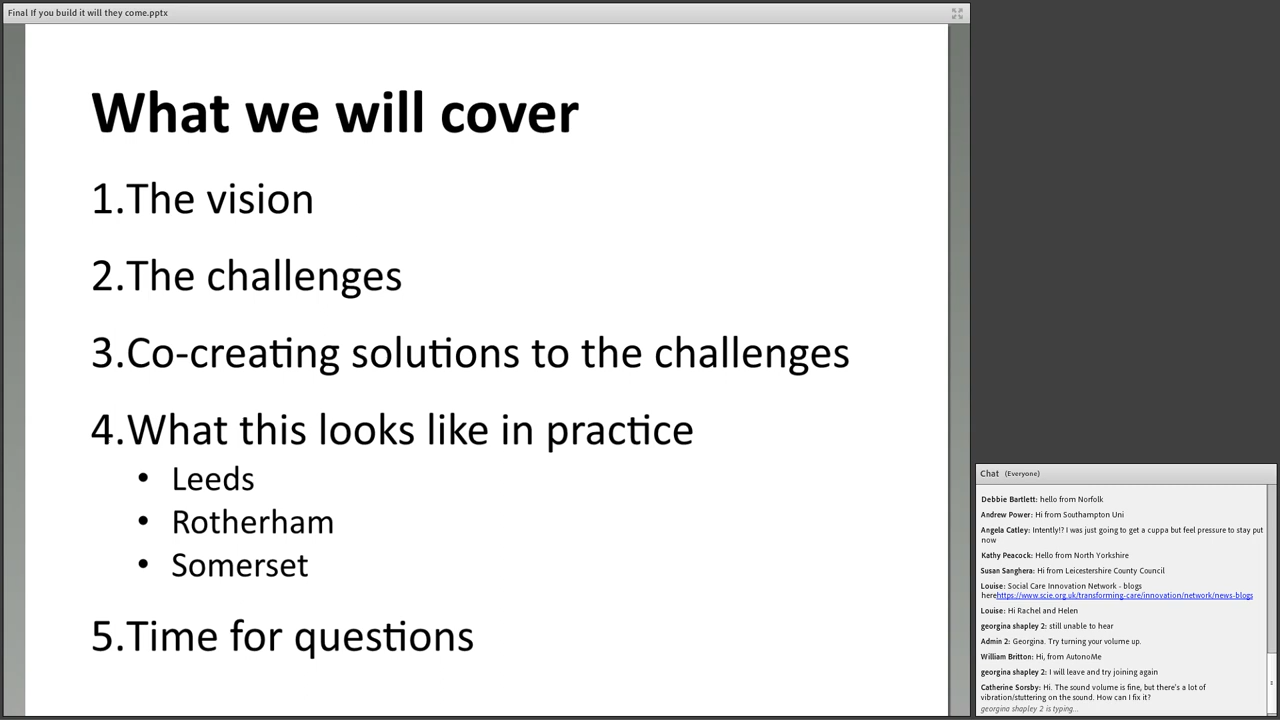 Final If you build it will they come.pptx
What we will cover
1.The vision
2.The challenges
3.Co-creating solutions to the challenges
4.What this looks like in practice
• Leeds
• Rotherham
• Somerset
5.Time for questions
Chat (Everyone)
Debbie Bartlett: hello from Norfolk
Andrew Power: Hi from Southampton Uni
Angela Catley: Intently!? I was just going to get a cuppa but feel pressure to stay put
now
Kathy Peacock: Hello from North Yorkshire
Susan Sanghera: Hi from Leicestershire County Council
Louise: Social Care Innovation Network - blogs
herehttps://www.scie.org.uk/transforming-care/innovation/network/news-blogs
Louise: Hi Rachel and Helen
georgina shapley 2: still unable to hear
Admin 2: Georgina. Try turning your volume up.
William Britton: Hi, from AutonoMe
georgina shapley 2: I will leave and try joining again
Catherine Sorsby: Hi. The sound volume is fine, but there's a lot of
vibration/stuttering on the sound. How can I fix it?
georgina shapley 2 is typing...